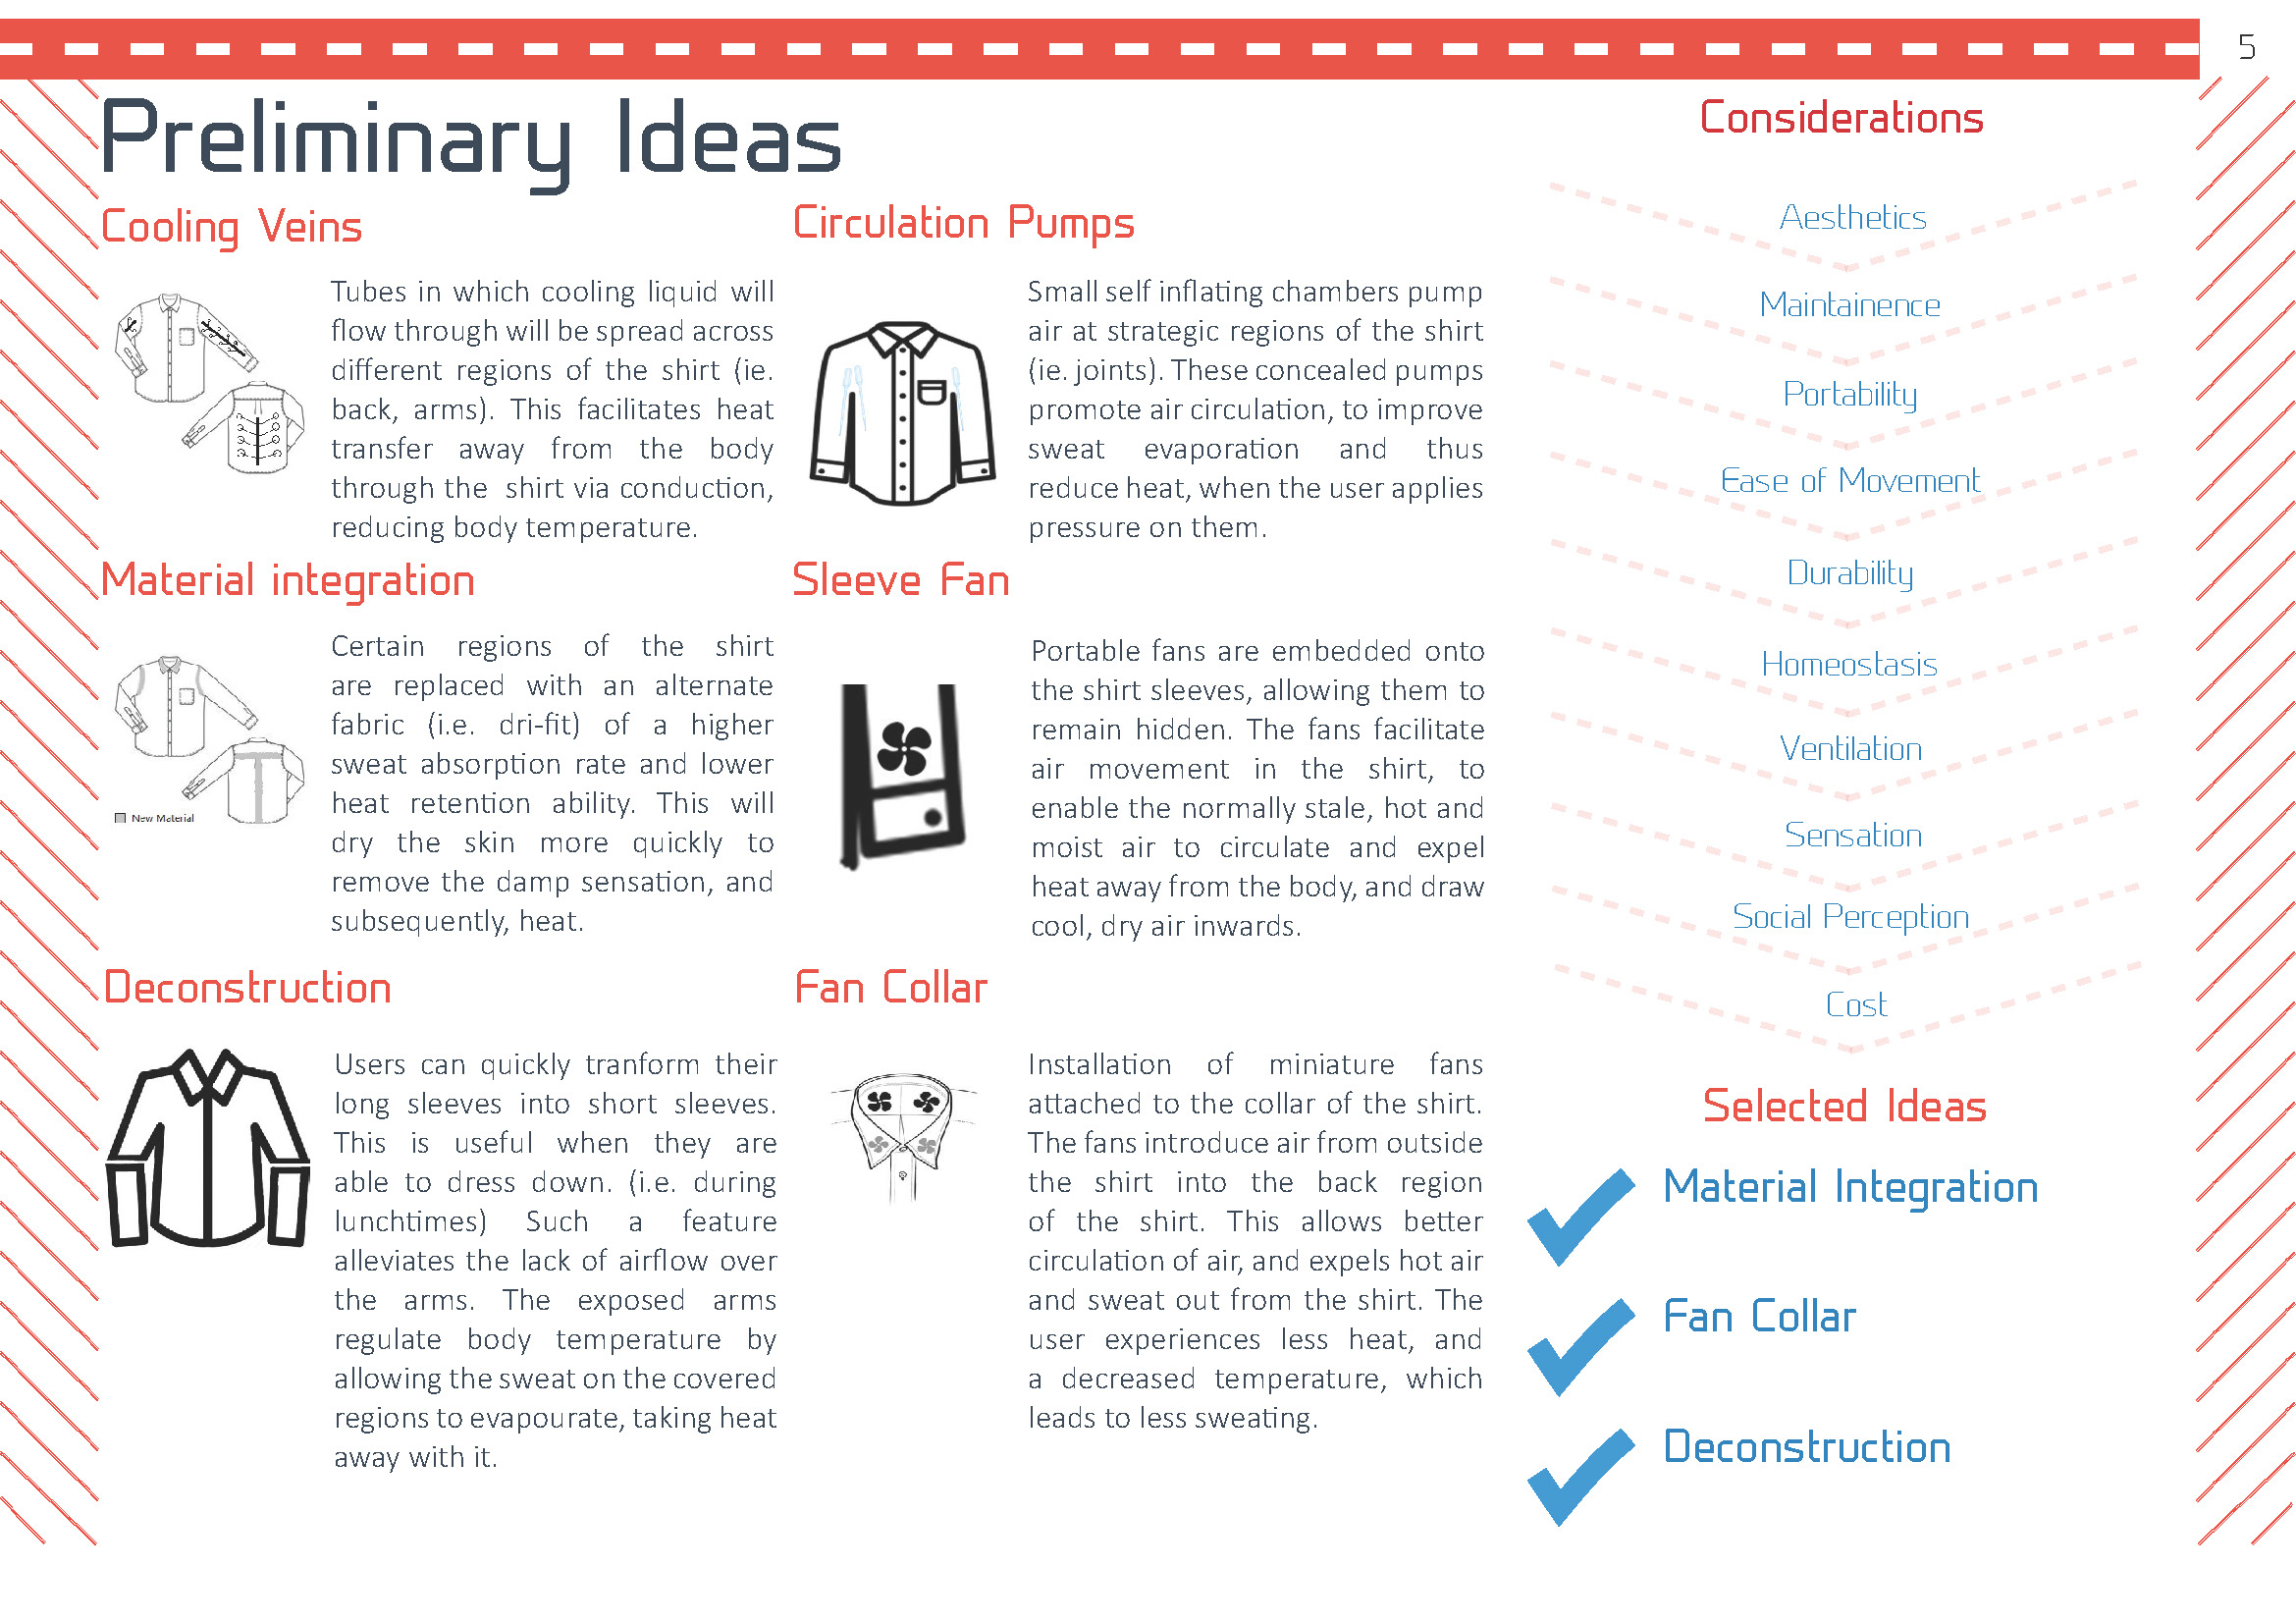 5
Preliminary Ideas
Cooling Veins
Tubes in which cooling liquid will
flow through will be spread across
different regions of the shirt (ie.
back, arms). This facilitates heat
transfer away from the body
through the shirt via conduction,
reducing body temperature.
Material integration
New Material
Certain regions of the shirt
are replaced with an alternate
fabric (i.e. dri-fit) of a higher
sweat absorption rate and lower
heat retention ability. This will
dry the skin more quickly to
remove the damp sensation, and
subsequently, heat.
Deconstruction
Users can quickly tranform their
long sleeves into short sleeves.
This is useful when they are
able to dress down. (i.e. during
lunchtimes) Such a feature
alleviates the lack of airflow over
the arms. The exposed arms
regulate body temperature by
allowing the sweat on the covered
regions to evapourate, taking heat
away with it.
Circulation Pumps
Small self inflating chambers pump
air at strategic regions of the shirt
(ie. joints). These concealed pumps
promote air circulation, to improve
sweat evaporation and thus
reduce heat, when the user applies
pressure on them.
Sleeve Fan
Portable fans are embedded onto
the shirt sleeves, allowing them to
remain hidden. The fans facilitate
air movement in the shirt, to
enable the normally stale, hot and
moist air to circulate and expel
heat away from the body, and draw
cool, dry air inwards.
Fan Collar
Installation of miniature fans
attached to the collar of the shirt.
The fans introduce air from outside
the shirt into the back region
of the shirt. This allows better
circulation of air, and expels hot air
and sweat out from the shirt. The
user experiences less heat, and
a decreased temperature, which
leads to less sweating.
Considerations
Aesthetics
Maintainence
Portability
Ease of Movement
Durability
Homeostasis
Ventilation
Sensation
Social Perception
Cost
Selected Ideas
Material Integration
Fan Collar
Deconstruction